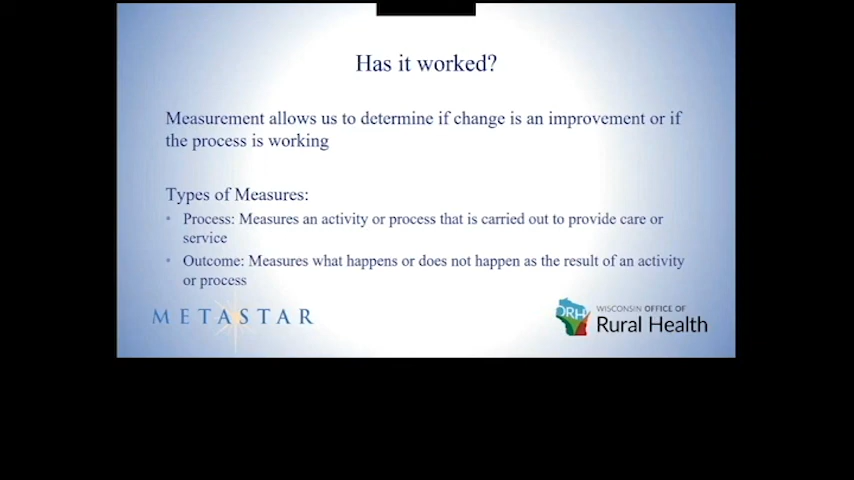 Has it worked?
Measurement allows us to determine if change is an improvement or if
the process is working
Types of Measures:
• Process: Measures an activity or process that is carried out to provide care or
service
• Outcome: Measures what happens or does not happen as the result of an activity
or process
METASTAR
ORH
WISCONSIN OFFICE OF
Rural Health